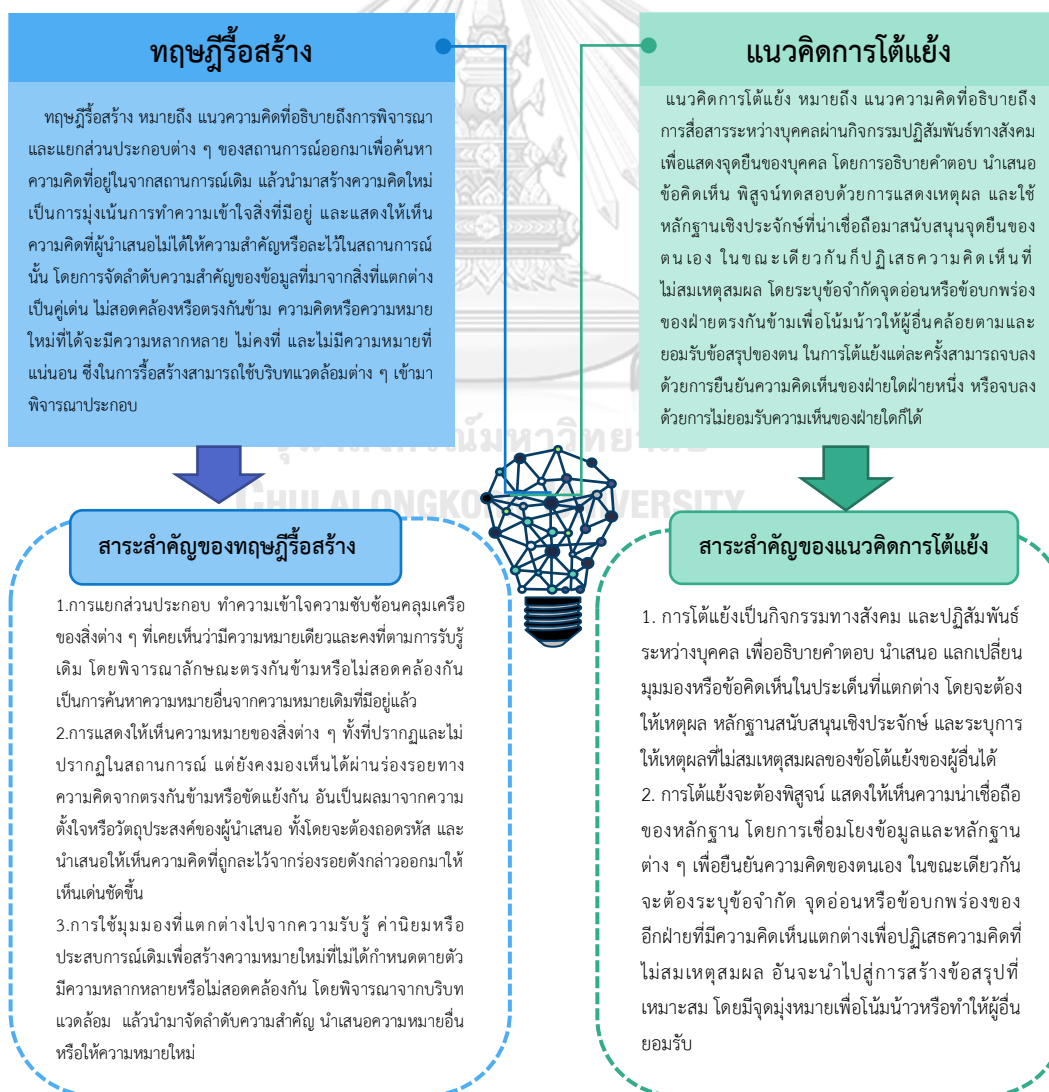 ทฤษฎีรื้อสร้าง
ทฤษฎีรื้อสร้าง หมายถึง แนวความคิดที่อธิบายถึงการพิจารณา
และแยกส่วนประกอบต่าง ๆ ของสถานการณ์ออกมาเพื่อค้นหา
ความคิดที่อยู่ในจากสถานการณ์เดิม แล้วนำมาสร้างความคิดใหม่
เป็นการมุ่งเน้นการทำความเข้าใจสิ่งที่มีอยู่ และแสดงให้เห็น
ความคิดที่ผู้นำเสนอไม่ได้ให้ความสำคัญหรือละไว้ในสถานการณ์
นั้น โดยการจัดลำดับความสำคัญของข้อมูลที่มาจากสิ่งที่แตกต่าง
เป็นคู่เด่น ไม่สอดคล้องหรือตรงกันข้าม ความคิดหรือความหมาย
ใหม่ที่ได้จะมีความหลากหลาย ไม่คงที่ และไม่มีความหมายที่
แน่นอน ซึ่งในการรื้อสร้างสามารถใช้บริบทแวดล้อมต่าง ๆ เข้ามา
พิจารณาประกอบ
แนวคิดการโต้แย้ง
แนวคิดการโต้แย้ง หมายถึง แนวความคิดที่อธิบายถึง
การสื่อสารระหว่างบุคคลผ่านกิจกรรมปฏิสัมพันธ์ทางสังคม
เพื่อแสดงจุดยืนของบุคคล โดยการอธิบายคำตอบ นำเสนอ
ข้อคิดเห็น พิสูจน์ทดสอบด้วยการแสดงเหตุผล และใช้
หลักฐานเชิงประจักษ์ที่น่าเชื่อถือมาสนับสนุนจุดยืนของ
ตนเอง ในขณะเดียวกันก็ปฏิเสธความคิดเห็นที่
ไม่สมเหตุสมผล โดยระบุข้อจำกัดจุดอ่อนหรือข้อบกพร่อง
ของฝ่ายตรงกันข้ามเพื่อโน้มน้าวให้ผู้อื่นคล้อยตามและ
ยอมรับข้อสรุปของตน ในการโต้แย้งแต่ละครั้งสามารถจบลง
ด้วยการยืนยันความคิดเห็นของฝ่ายใดฝ่ายหนึ่ง หรือจบลง
ด้วยการไม่ยอมรับความเห็นของฝ่ายใดก็ได้
สาระสำคัญของทฤษฎีรื้อสร้าง
1.การแยกส่วนประกอบ ทำความเข้าใจความซับซ้อนคลุมเครือ
ของสิ่งต่าง ๆ ที่เคยเห็นว่ามีความหมายเดียวและคงที่ตามการรับรู้
เดิม โดยพิจารณาลักษณะตรงกันข้ามหรือไม่สอดคล้องกัน
เป็นการค้นหาความหมายอื่นจากความหมายเดิมที่มีอยู่แล้ว
2.การแสดงให้เห็นความหมายของสิ่งต่าง ๆ ทั้งที่ปรากฏและไม่
ปรากฏในสถานการณ์ แต่ยังคงมองเห็นได้ผ่านร่องรอยทาง
ความคิดจากตรงกันข้ามหรือขัดแย้งกัน อันเป็นผลมาจากความ
ตั้งใจหรือวัตถุประสงค์ของผู้นำเสนอ ทั้งโดยจะต้องถอดรหัส และ
นำเสนอให้เห็นความคิดที่ถูกละไว้จากร่องรอยดังกล่าวออกมาให้
เห็นเด่นชัดขึ้น
3.การใช้มุมมองที่แตกต่างไปจากความรับรู้ ค่านิยมหรือ
ประสบการณ์เดิมเพื่อสร้างความหมายใหม่ที่ไม่ได้กำหนดตายตัว
มีความหลากหลายหรือไม่สอดคล้องกัน โดยพิจารณาจากบริบท
แวดล้อม แล้วนำมาจัดลำดับความสำคัญ นำเสนอความหมายอื่น
หรือให้ความหมายใหม่
สาระสำคัญของแนวคิดการโต้แย้ง
1. การโต้แย้งเป็นกิจกรรมทางสังคม และปฏิสัมพันธ์
ระหว่างบุคคล เพื่ออธิบายคำตอบ นำเสนอ แลกเปลี่ยน
มุมมองหรือข้อคิดเห็นในประเด็นที่แตกต่าง โดยจะต้อง
ให้เหตุผล หลักฐานสนับสนุนเชิงประจักษ์ และระบุการ
ให้เหตุผลที่ไม่สมเหตุสมผลของข้อโต้แย้งของผู้อื่นได้
2. การโต้แย้งจะต้องพิสูจน์ แสดงให้เห็นความน่าเชื่อถือ
ของหลักฐาน โดยการเชื่อมโยงข้อมูลและหลักฐาน
ต่าง ๆ เพื่อยืนยันความคิดของตนเอง ในขณะเดียวกัน
จะต้องระบุข้อจำกัด จุดอ่อนหรือข้อบกพร่องของ
อีกฝ่ายที่มีความคิดเห็นแตกต่างเพื่อปฏิเสธความคิดที่
ไม่สมเหตุสมผล อันจะนำไปสู่การสร้างข้อสรุปที่
เหมาะสม โดยมีจุดมุ่งหมายเพื่อโน้มน้าวหรือทำให้ผู้อื่น
ยอมรับ